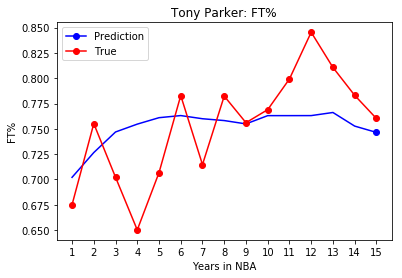 Tony Parker: FT%
Prediction
True
FT%
0.850
0.825
0.800
0.775
0.750
0.725
0.700
0.675
0.650
1 2 3 4 5 6 7 8 9 10 11 12 13 14 15
Years in NBA